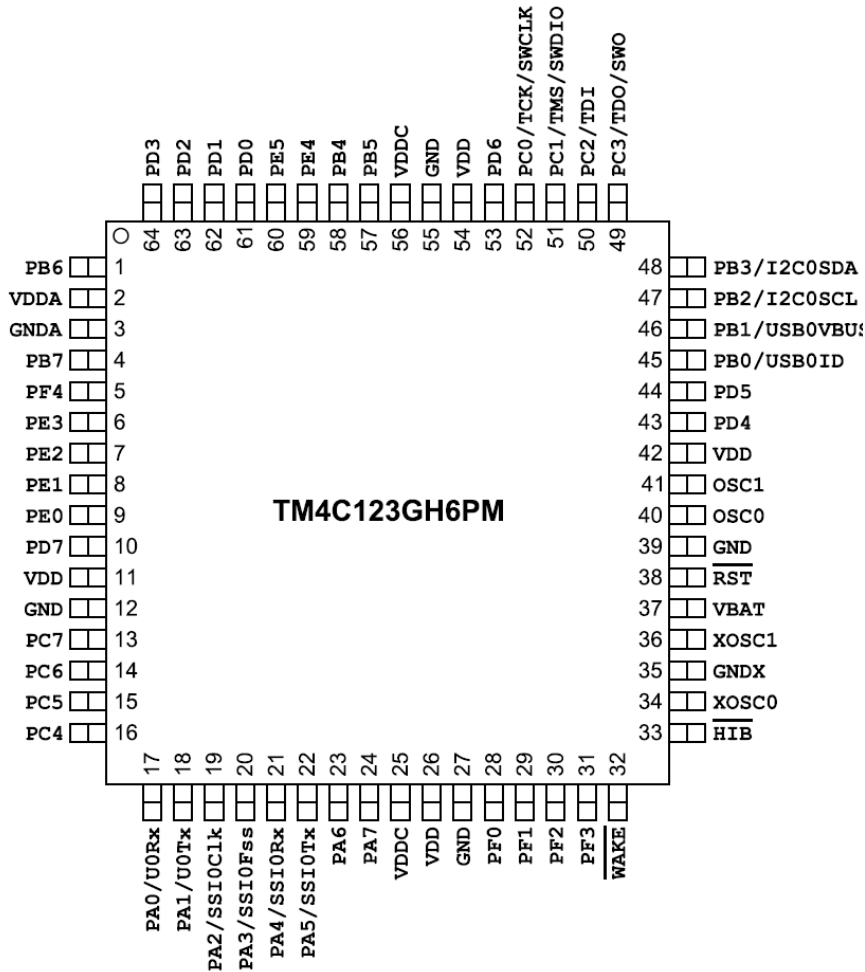 PD3
PD2
PD1
PD0
PE5
PE4
PB4
PB5
VDDC
GND
VDD
PD6
PC0/TCK/SWCLK
PC1/TMS/SWDIO
PC2/TDI
PC3/TDO/SWO
64 63 62 61 60 59 58 57 56 55 54 53 52 51 50 49
PB6 1
VDDA 2
GNDA 3
PB7 4
PF4 5
PE3 6
PE2 7
PE1 8
PE0 9
PD7 10
VDD 11
GND 12
PC7 13
PC6 14
PC5 15
PC4 16
TM4C123GH6PM
48 PB3/I2C0SDA
47 PB2/I2C0SCL
46 PB1/USB0VBUS
45 PB0/USB0ID
44 PD5
43 PD4
42 VDD
41 OSC1
40 OSC0
39 GND
38 RST
37 VBAT
36 XOSC1
35 GNDX
34 XOSC0
33 HIB
17 18 19 20 21 22 23 24 25 26 27 28 29 30 31 32
PA0/U0Rx
PA1/U0Tx
PA2/SSI0Clk
PA3/SSI0Fss
PA4/SSI0Rx
PA5/SSI0Tx
PA6
PA7
VDDC
VDD
GND
PF0
PF1
PF2
PF3
WAKE